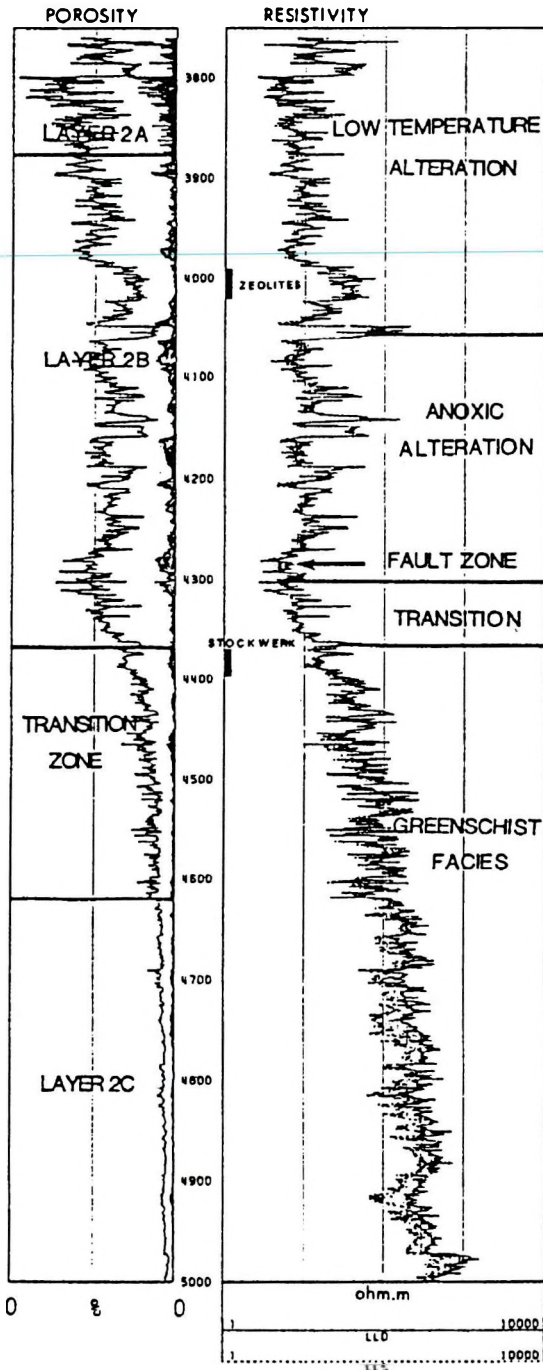 POROSITY
RESISTIVITY
3800
LAYER 2A
LOW TEMPERATURE
ALTERATION
3900
4000
ZEOLITES
LAYER 2B
4100
ANOXIC
ALTERATION
4200
FAULT ZONE
4300
TRANSITION
STOCKWERK
4400
TRANSITION
ZONE
4500
GREENSCHIST
FACIES
4600
4700
LAYER 2C
4800
4900
5000
0
%
0
ohm.m
1
10000
LLD
1
10000